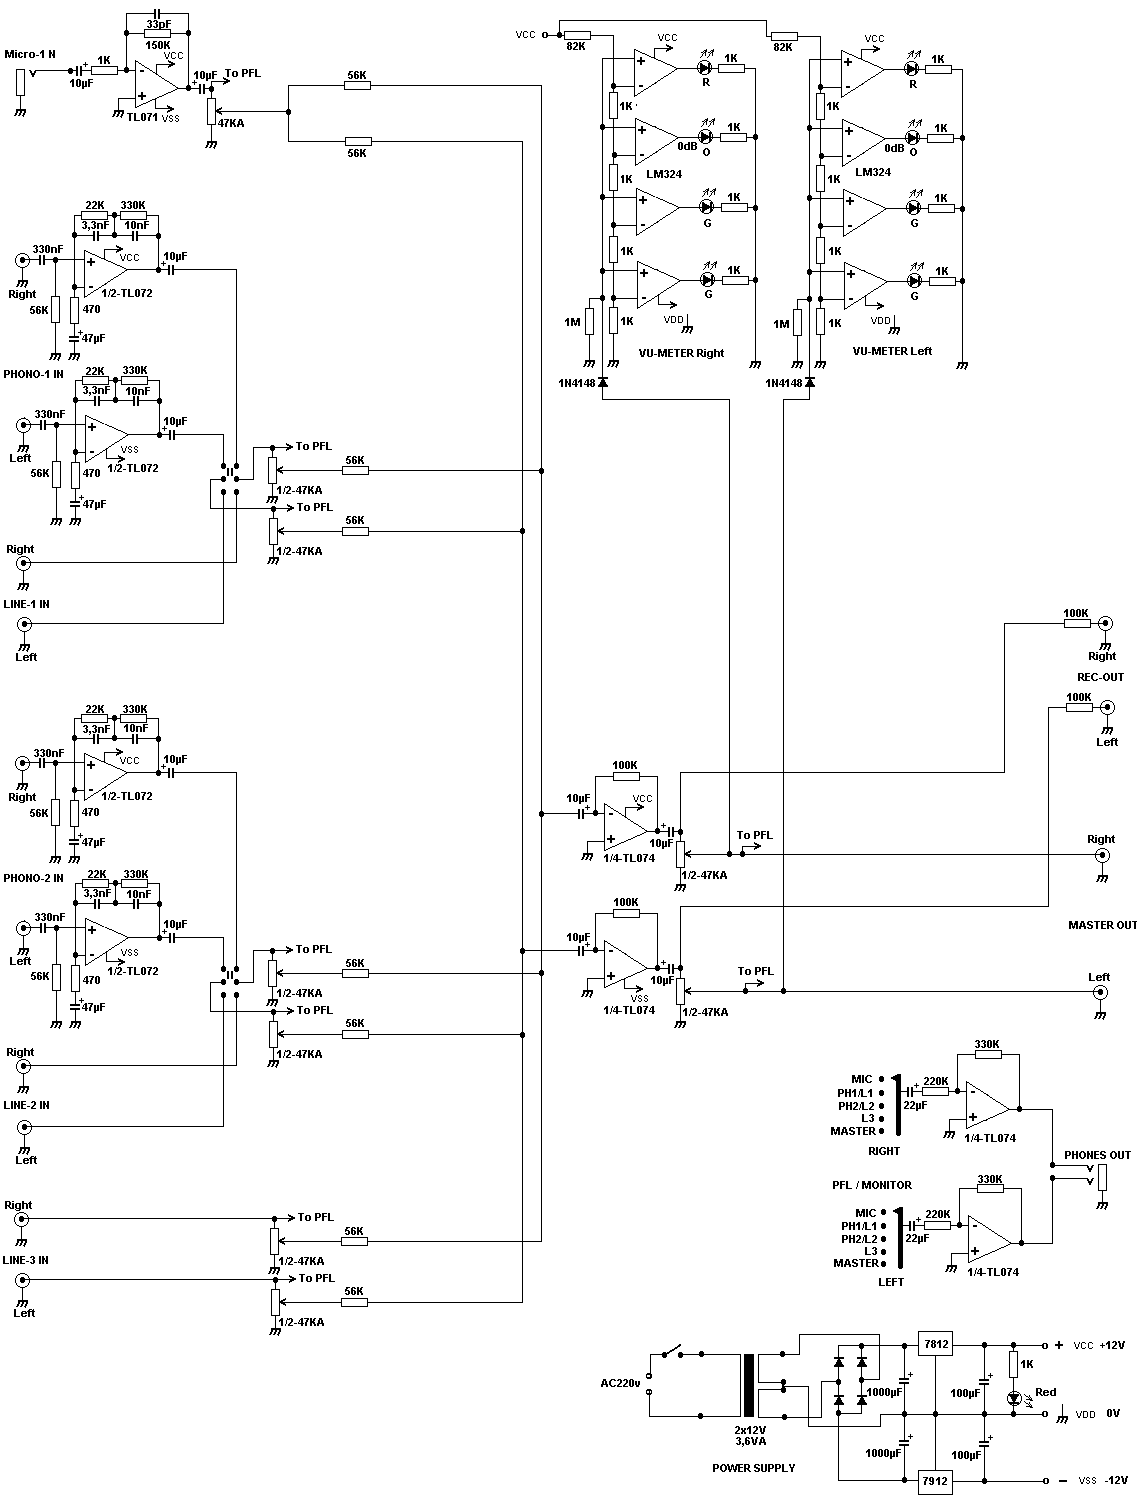 Micro-1 N
10µF
1K
33pF
150K
VCC
VSS
TL071
10µF
To PFL
47KA
56K
56K
VCC
82K
VCC
R
1K
1K
0dB
O
1K
LM324
1K
G
1K
1K
G
1K
1M
1K
VDD
VU-METER Right
1N4148
82K
VCC
R
1K
1K
0dB
O
1K
LM324
1K
G
1K
1K
G
1K
1M
1K
VDD
VU-METER Left
1N4148
22K
330K
3,3nF
10nF
330nF
VCC
10µF
Right
1/2-TL072
56K
470
47µF
PHONO-1 IN
22K
330K
3,3nF
10nF
330nF
10µF
VSS
Left
1/2-TL072
56K
470
47µF
To PFL
56K
1/2-47KA
To PFL
56K
1/2-47KA
Right
LINE-1 IN
Left
22K
330K
3,3nF
10nF
330nF
VCC
10µF
Right
1/2-TL072
56K
470
47µF
PHONO-2 IN
22K
330K
3,3nF
10nF
330nF
10µF
VSS
Left
1/2-TL072
56K
470
47µF
To PFL
56K
1/2-47KA
To PFL
56K
1/2-47KA
Right
LINE-2 IN
Left
Right
To PFL
56K
1/2-47KA
LINE-3 IN
To PFL
56K
1/2-47KA
Left
100K
Right
REC-OUT
100K
Left
100K
10µF
VCC
10µF
1/4-TL074
To PFL
1/2-47KA
Right
100K
10µF
VSS
10µF
1/4-TL074
To PFL
1/2-47KA
MASTER OUT
Left
MIC
PH1/L1
PH2/L2
L3
MASTER
RIGHT
22µF
220K
330K
1/4-TL074
PHONES OUT
PFL / MONITOR
MIC
PH1/L1
PH2/L2
L3
MASTER
LEFT
22µF
220K
330K
1/4-TL074
AC220v
2x12V
3,6VA
POWER SUPPLY
1000µF
7812
100µF
1K
Red
VCC +12V
VDD 0V
1000µF
7912
100µF
VSS -12V